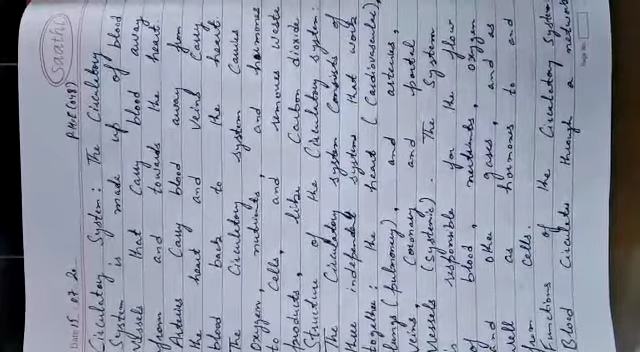 Saathi
Date 15.07.20
P.H.E (048)
Circulatory System: The Circulatory
System is made up of blood
Vessels that Carry blood away
from and towards the heart.
Arteries Carry blood away from
the heart and veins Carry
blood back to the heart.
The Circulatory system Carries
Oxygen, nutrients, and hormones
to cells, and removes waste
products, like Carbon dioxide
Structure of the Circulatory system:
The Circulatory system consists of
three independent systems that work
together: the heart (Cardiovascular),
lungs (pulmonary), and arteries,
veins, Coronary and portal
Vessels (Systemic). The System
is responsible for the flow
of blood, nutrients, oxygen
and other gases, and as
well as hormones to and
from cells.
Functions of the Circulatory System
Blood Circulates through a network
Page No.